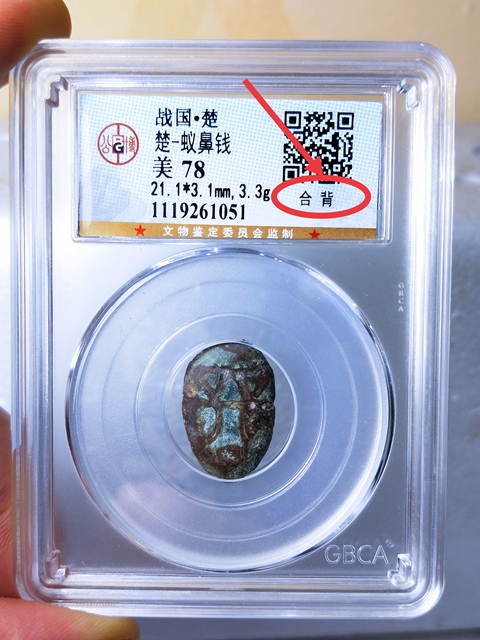 战国·楚
楚-蚁鼻钱
美 78
21.1*3.1mm,3.3g
合背
1119261051
★ 文物鉴定委员会监制 ★
GBCA
GBCA